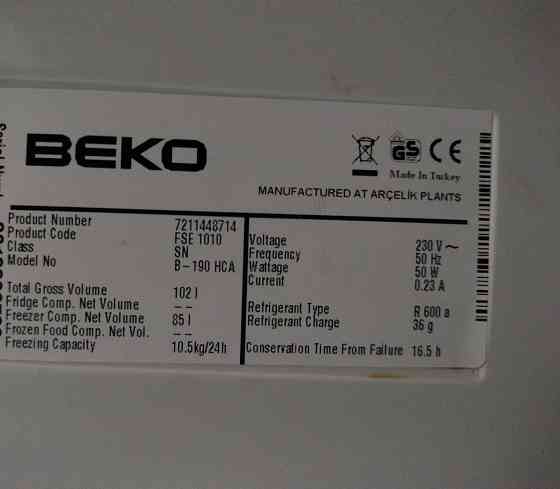 BEKO
GS CE
Made In Turkey
MANUFACTURED AT ARÇELİK PLANTS
Product Number 7211448714
Product Code FSE 1010
Class SN
Model No B-190 HCA
Total Gross Volume 102 l
Fridge Comp. Net Volume --
Freezer Comp. Net Volume 85 l
Frozen Food Comp. Net Vol. --
Freezing Capacity 10.5kg/24h
Voltage 230 V ~
Frequency 50 Hz
Wattage 50 W
Current 0.23 A
Refrigerant Type R 600 a
Refrigerant Charge 36 g
Conservation Time From Failure 16.5 h